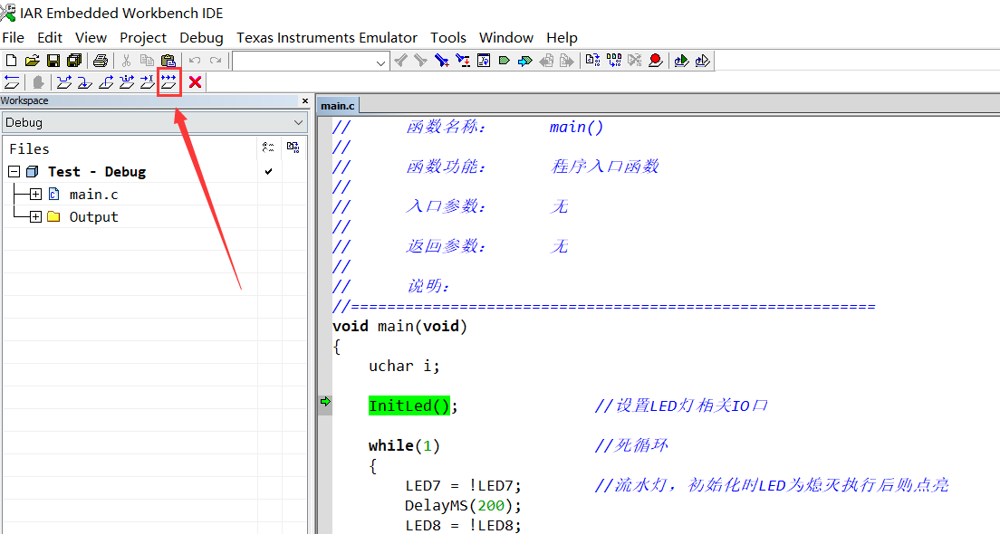 IAR Embedded Workbench IDE
File Edit View Project Debug Texas Instruments Emulator Tools Window Help
Workspace
Debug
Files
Test - Debug
main.c
Output
main.c
// 函数名称: main()
//
// 函数功能: 程序入口函数
//
// 入口参数: 无
//
// 返回参数: 无
//
// 说明:
//==========================================================
void main(void)
{
uchar i;
InitLed(); //设置LED灯相关IO口
while(1) //死循环
{
LED7 = !LED7; //流水灯，初始化时LED为熄灭执行后则点亮
DelayMS(200);
LED8 = !LED8;